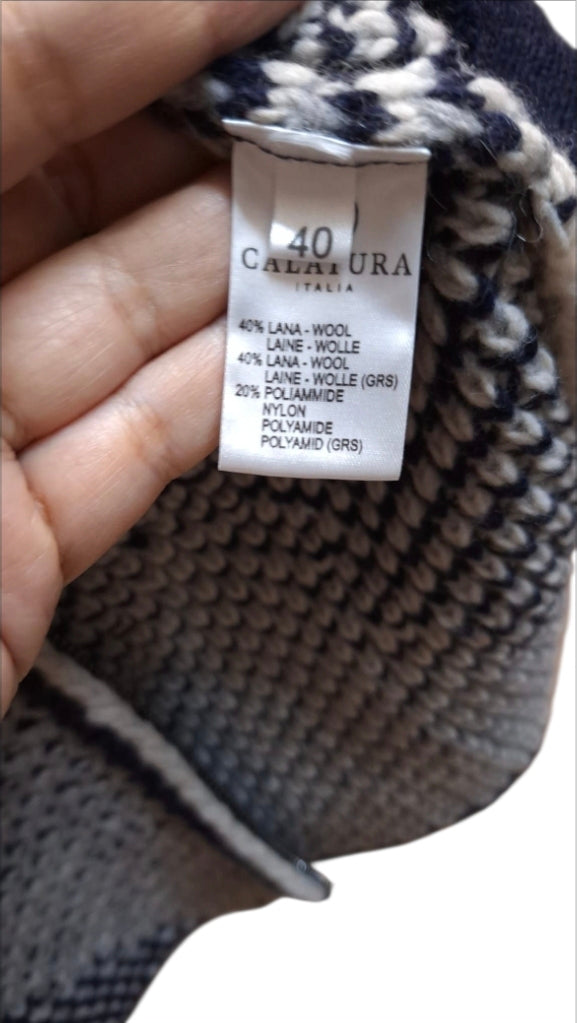 40
CALATURA
ITALIA
40% LANA - WOOL
LAINE - WOLLE
40% LANA - WOOL
LAINE - WOLLE (GRS)
20% POLIAMMIDE
NYLON
POLYAMIDE
POLYAMID (GRS)